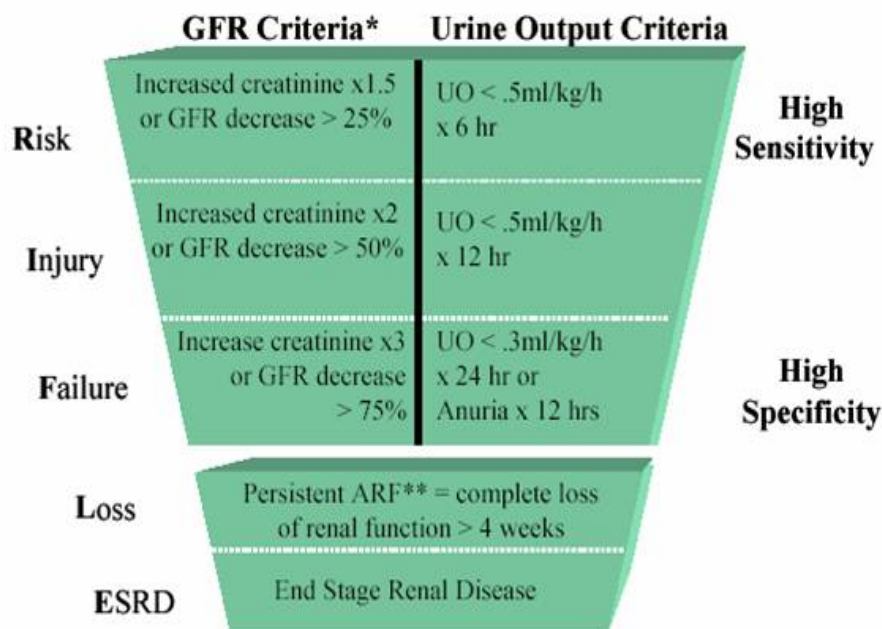 GFR Criteria*
Urine Output Criteria
Risk
Increased creatinine x1.5
or GFR decrease > 25%
UO < .5ml/kg/h
x 6 hr
High
Sensitivity
Injury
Increased creatinine x2
or GFR decrease > 50%
UO < .5ml/kg/h
x 12 hr
Failure
Increase creatinine x3
or GFR decrease
> 75%
UO < .3ml/kg/h
x 24 hr or
Anuria x 12 hrs
High
Specificity
Loss
Persistent ARF** = complete loss
of renal function > 4 weeks
ESRD
End Stage Renal Disease